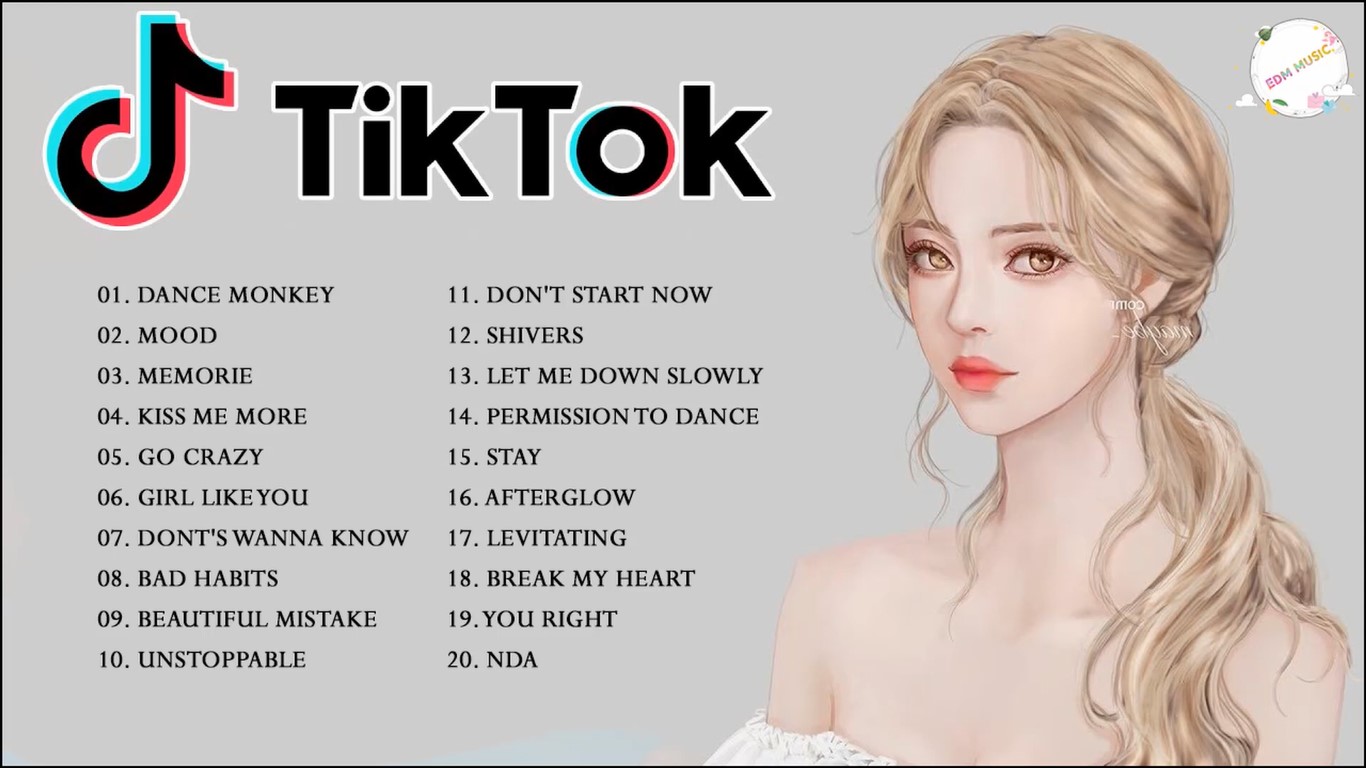 TikTok
EDM MUSIC
01. DANCE MONKEY
02. MOOD
03. MEMORIE
04. KISS ME MORE
05. GO CRAZY
06. GIRL LIKE YOU
07. DONT'S WANNA KNOW
08. BAD HABITS
09. BEAUTIFUL MISTAKE
10. UNSTOPPABLE
11. DON'T START NOW
12. SHIVERS
13. LET ME DOWN SLOWLY
14. PERMISSION TO DANCE
15. STAY
16. AFTERGLOW
17. LEVITATING
18. BREAK MY HEART
19. YOU RIGHT
20. NDA
maybe_